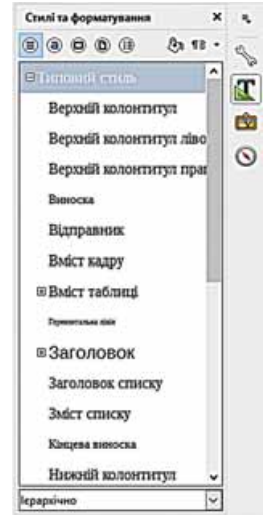 Стилі та форматування
Типовий стиль
Верхній колонтитул
Верхній колонтитул ліво
Верхній колонтитул прав
Виноска
Відправник
Вміст кадру
Вміст таблиці
Горизонтальна лінія
Заголовок
Заголовок списку
Зміст списку
Кінцева виноска
Нижній колонтитул
Ієрархічно